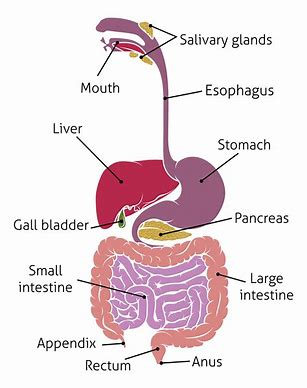 Salivary glands
Mouth
Esophagus
Liver
Stomach
Gall bladder
Pancreas
Small
intestine
Large
intestine
Appendix
Rectum
Anus